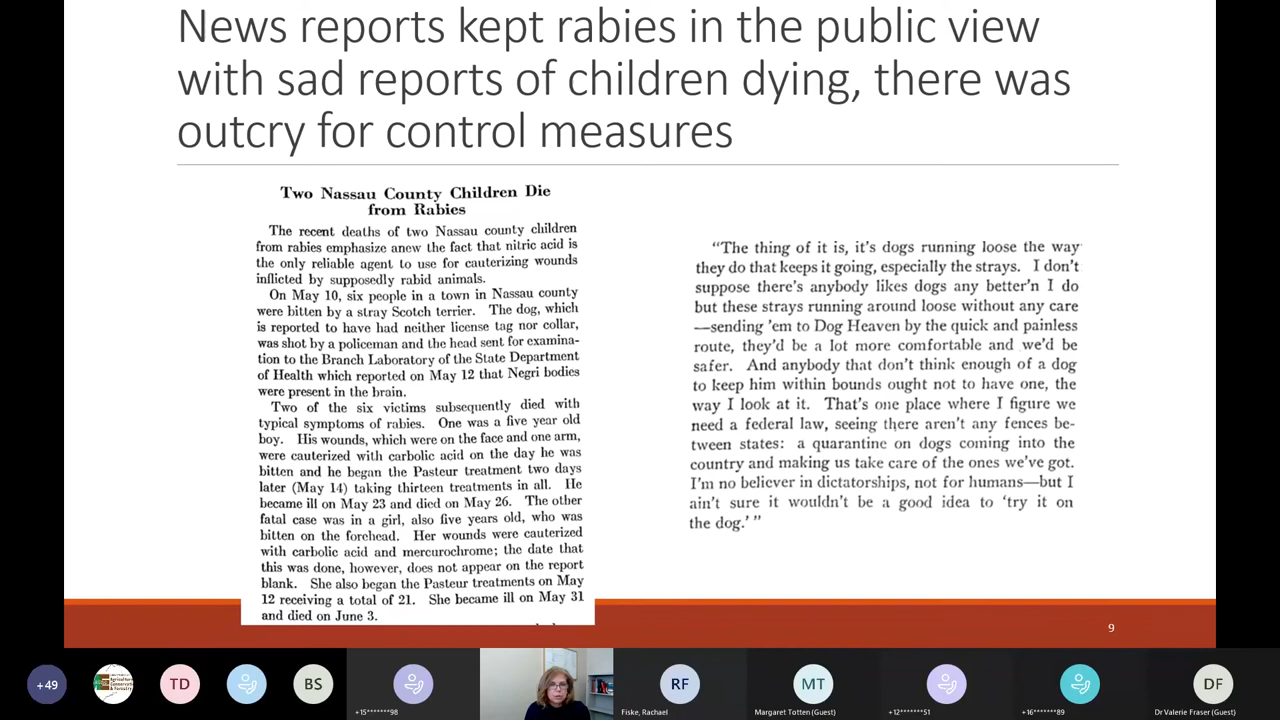 News reports kept rabies in the public view
with sad reports of children dying, there was
outcry for control measures
Two Nassau County Children Die
from Rabies
The recent deaths of two Nassau county children
from rabies emphasize anew the fact that nitric acid is
the only reliable agent to use for cauterizing wounds
inflicted by supposedly rabid animals.
On May 10, six people in a town in Nassau county
were bitten by a stray Scotch terrier. The dog, which
is reported to have had neither license tag nor collar,
was shot by a policeman and the head sent for examina-
tion to the Branch Laboratory of the State Department
of Health which reported on May 12 that Negri bodies
were present in the brain.
Two of the six victims subsequently died with
typical symptoms of rabies. One was a five year old
boy. His wounds, which were on the face and one arm,
were cauterized with carbolic acid on the day he was
bitten and he began the Pasteur treatment two days
later (May 14) taking thirteen treatments in all. He
became ill on May 23 and died on May 26. The other
fatal case was in a girl, also five years old, who was
bitten on the forehead. Her wounds were cauterized
with carbolic acid and mercurochrome; the date that
this was done, however, does not appear on the report
blank. She also began the Pasteur treatments on May
12 receiving a total of 21. She became ill on May 31
and died on June 3.
"The thing of it is, it's dogs running loose the way
they do that keeps it going, especially the strays. I don't
suppose there's anybody likes dogs any better'n I do
but these strays running around loose without any care
—sending 'em to Dog Heaven by the quick and painless
route, they'd be a lot more comfortable and we'd be
safer. And anybody that don't think enough of a dog
to keep him within bounds ought not to have one, the
way I look at it. That's one place where I figure we
need a federal law, seeing there aren't any fences be-
tween states: a quarantine on dogs coming into the
country and making us take care of the ones we've got.
I'm no believer in dictatorships, not for humans—but I
ain't sure it wouldn't be a good idea to 'try it on
the dog.' "
9
+49
TD
BS
RF
MT
DF
+15*******98
Fiske, Rachael
Margaret Totten (Guest)
+12*******51
+16*******89
Dr Valerie Fraser (Guest)